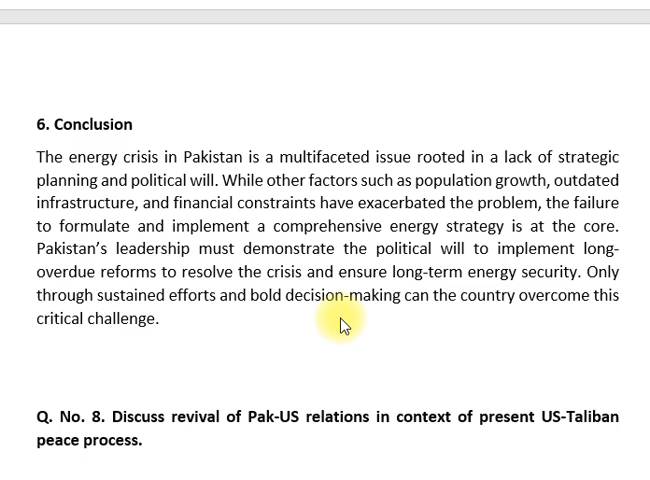 6. Conclusion
The energy crisis in Pakistan is a multifaceted issue rooted in a lack of strategic
planning and political will. While other factors such as population growth, outdated
infrastructure, and financial constraints have exacerbated the problem, the failure
to formulate and implement a comprehensive energy strategy is at the core.
Pakistan’s leadership must demonstrate the political will to implement long-
overdue reforms to resolve the crisis and ensure long-term energy security. Only
through sustained efforts and bold decision-making can the country overcome this
critical challenge.
Q. No. 8. Discuss revival of Pak-US relations in context of present US-Taliban
peace process.